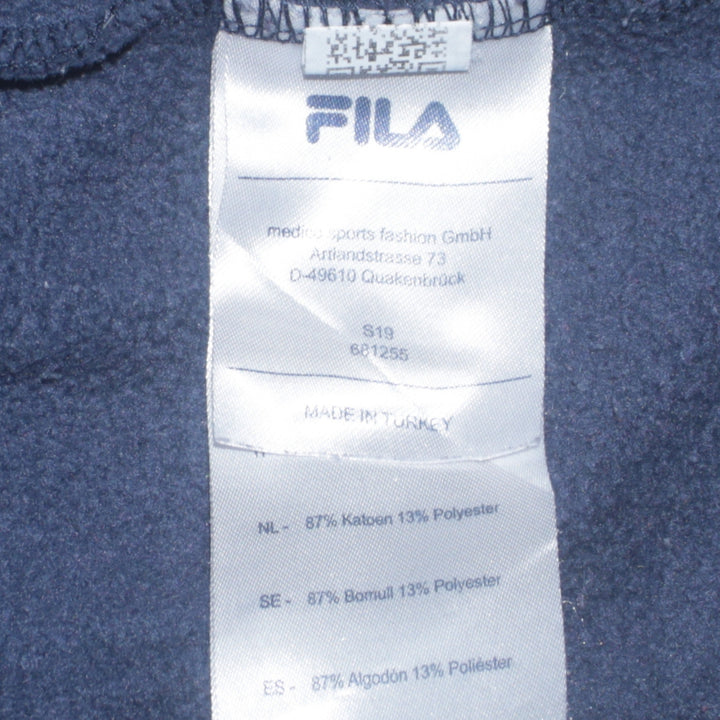 FILA
medico sports fashion GmbH
Artlandstrasse 73
D-49610 Quakenbrück
S19
681255
MADE IN TURKEY
NL - 87% Katoen 13% Polyester
SE - 87% Bomull 13% Polyester
ES - 87% Algodón 13% Poliéster